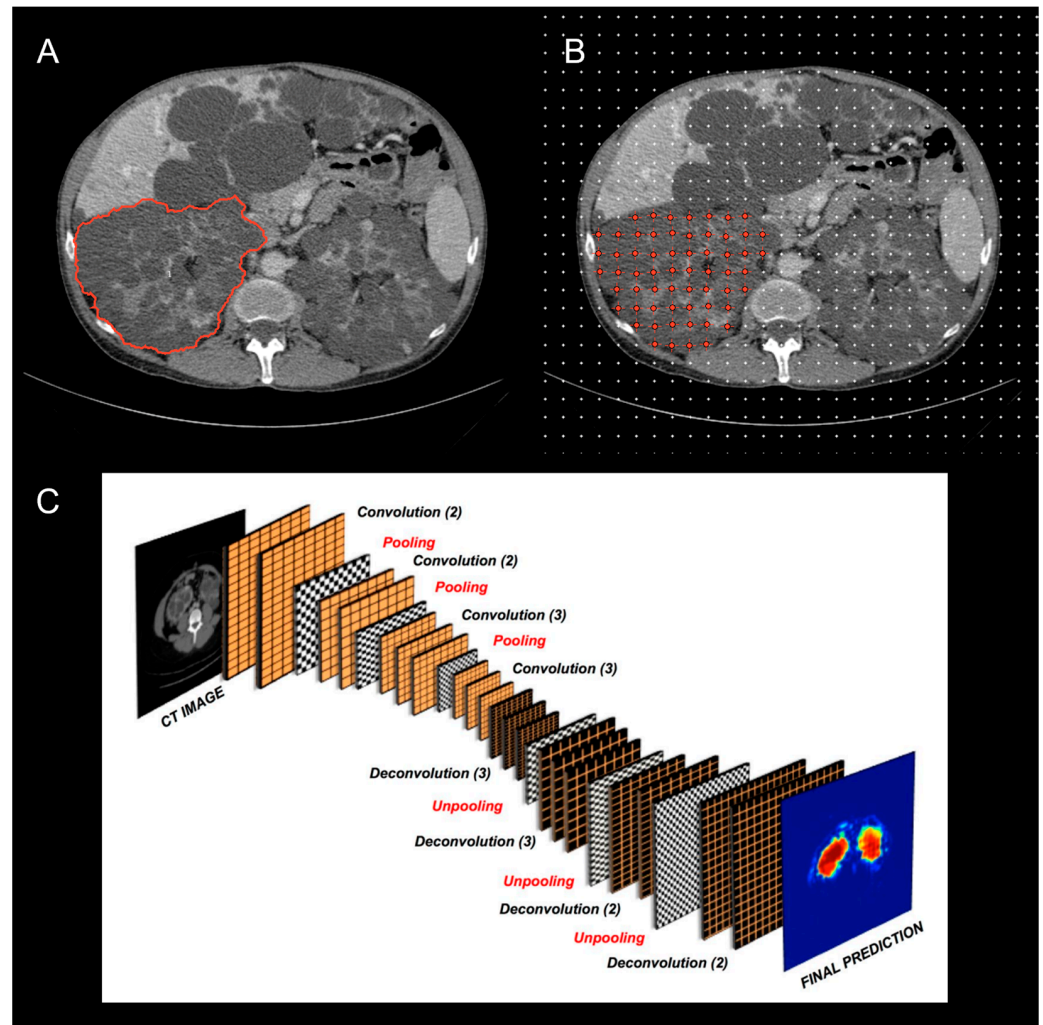 A
B
C
Convolution (2)
Pooling
Convolution (2)
Pooling
Convolution (3)
Pooling
Convolution (3)
CT IMAGE
Deconvolution (3)
Unpooling
Deconvolution (3)
Unpooling
Deconvolution (2)
Unpooling
Deconvolution (2)
FINAL PREDICTION